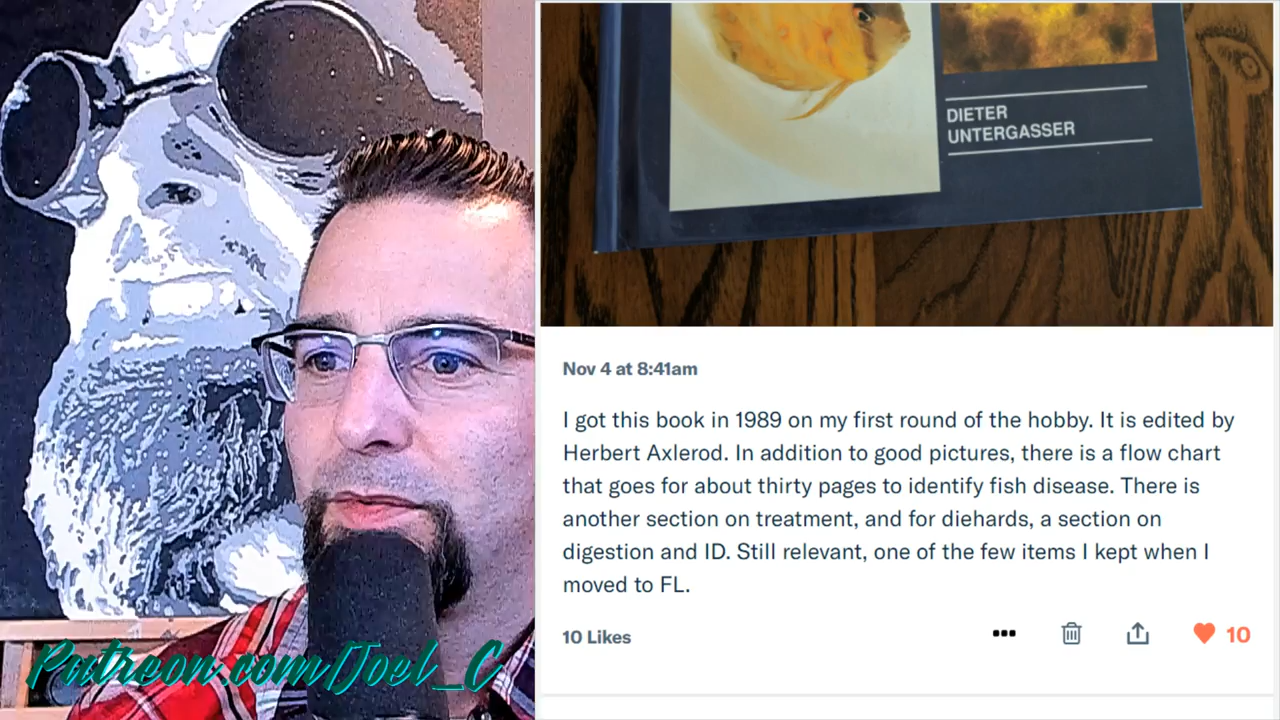 DIETER
UNTERGASSER
Nov 4 at 8:41am
I got this book in 1989 on my first round of the hobby. It is edited by
Herbert Axlerod. In addition to good pictures, there is a flow chart
that goes for about thirty pages to identify fish disease. There is
another section on treatment, and for diehards, a section on
digestion and ID. Still relevant, one of the few items I kept when I
moved to FL.
10 Likes
10
Patreon.com/Joel_C